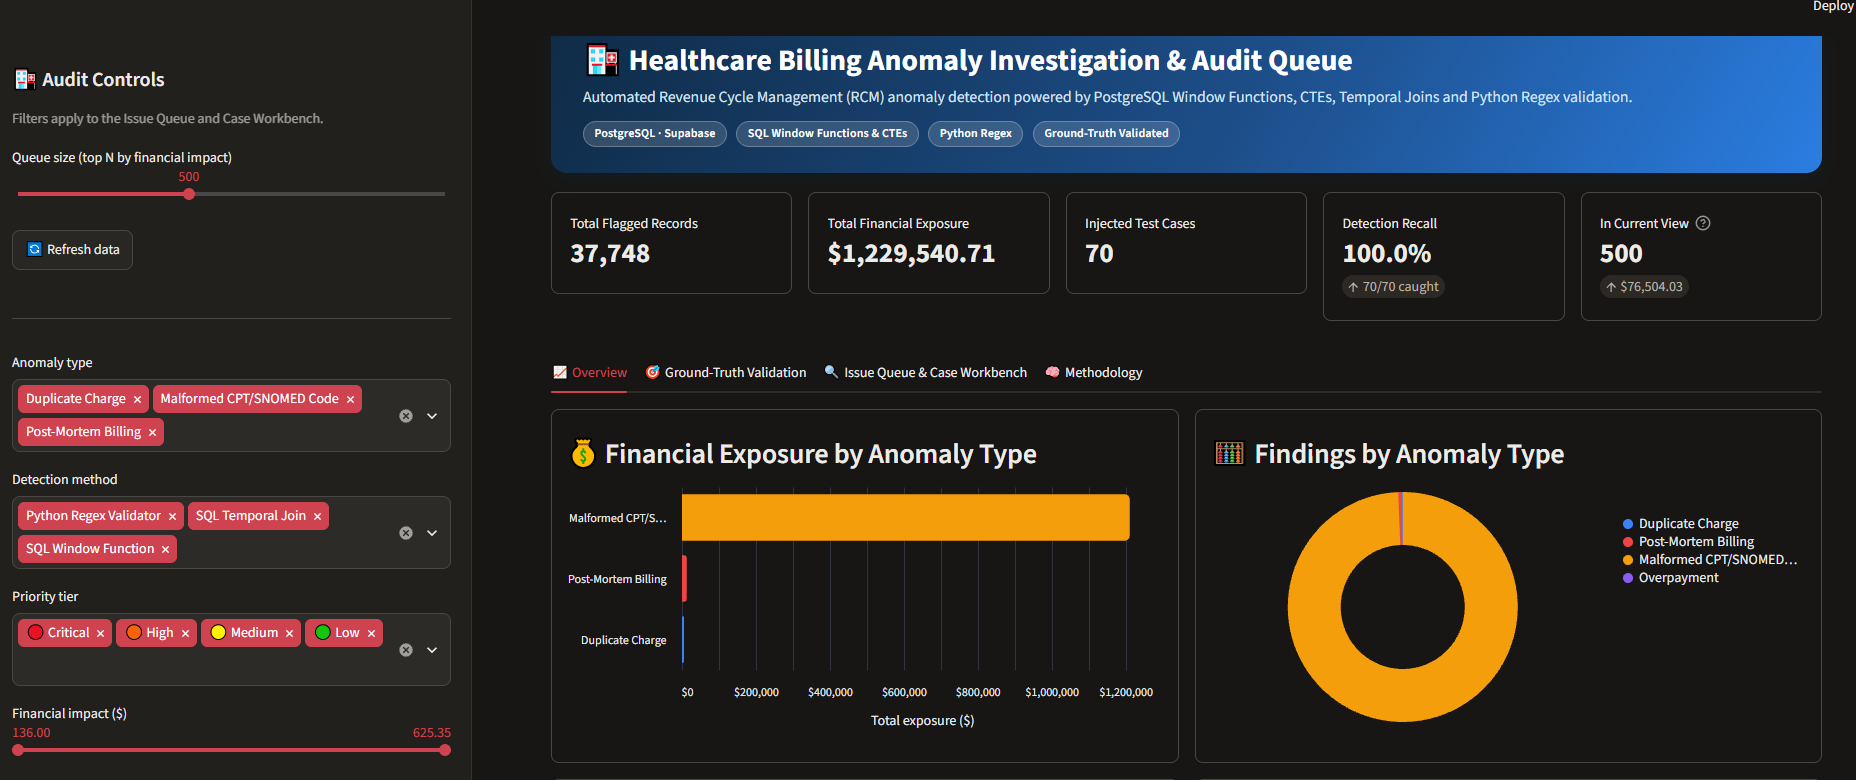 Deploy
Audit Controls
Filters apply to the Issue Queue and Case Workbench.
Queue size (top N by financial impact)
500
Refresh data
Anomaly type
Duplicate Charge ×
Malformed CPT/SNOMED Code ×
Post-Mortem Billing ×
Detection method
Python Regex Validator ×
SQL Temporal Join ×
SQL Window Function ×
Priority tier
Critical ×
High ×
Medium ×
Low ×
Financial impact ($)
136.00
625.35
Healthcare Billing Anomaly Investigation & Audit Queue
Automated Revenue Cycle Management (RCM) anomaly detection powered by PostgreSQL Window Functions, CTEs, Temporal Joins and Python Regex validation.
PostgreSQL · Supabase
SQL Window Functions & CTEs
Python Regex
Ground-Truth Validated
Total Flagged Records
37,748
Total Financial Exposure
$1,229,540.71
Injected Test Cases
70
Detection Recall
100.0%
↑ 70/70 caught
In Current View
500
↑ $76,504.03
Overview
Ground-Truth Validation
Issue Queue & Case Workbench
Methodology
Financial Exposure by Anomaly Type
Malformed CPT/S…
Post-Mortem Billing
Duplicate Charge
$0
$200,000
$400,000
$600,000
$800,000
$1,000,000
$1,200,000
Total exposure ($)
Findings by Anomaly Type
Duplicate Charge
Post-Mortem Billing
Malformed CPT/SNOMED…
Overpayment